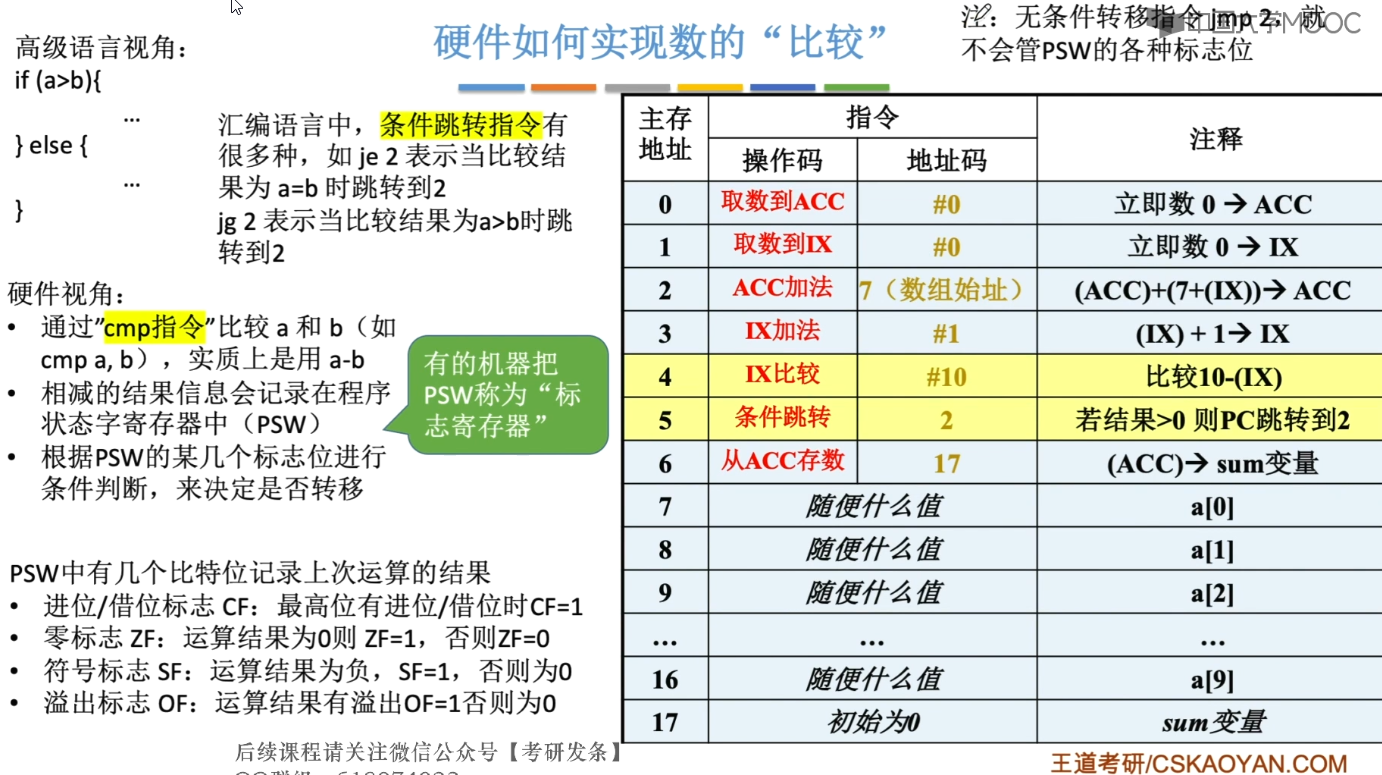 硬件如何实现数的“比较”
注：无条件转移指令 jmp 2，就
不会管PSW的各种标志位
中国大学MOOC
高级语言视角：
if (a>b){
...
} else {
...
}
汇编语言中，条件跳转指令有
很多种，如 je 2 表示当比较结
果为 a=b 时跳转到2
jg 2 表示当比较结果为a>b时跳
转到2
硬件视角：
• 通过”cmp指令”比较 a 和 b（如
cmp a, b），实质上是用 a-b
• 相减的结果信息会记录在程序
状态字寄存器中（PSW）
• 根据PSW的某几个标志位进行
条件判断，来决定是否转移
有的机器把
PSW称为“标
志寄存器”
PSW中有几个比特位记录上次运算的结果
• 进位/借位标志 CF：最高位有进位/借位时CF=1
• 零标志 ZF：运算结果为0则 ZF=1，否则ZF=0
• 符号标志 SF：运算结果为负，SF=1，否则为0
• 溢出标志 OF：运算结果有溢出OF=1否则为0
主存
地址
指令
注释
操作码 地址码
0 取数到ACC #0 立即数 0 → ACC
1 取数到IX #0 立即数 0 → IX
2 ACC加法 7（数组始址） (ACC)+(7+(IX))→ ACC
3 IX加法 #1 (IX) + 1→ IX
4 IX比较 #10 比较10-(IX)
5 条件跳转 2 若结果>0 则PC跳转到2
6 从ACC存数 17 (ACC)→ sum变量
7 随便什么值 a[0]
8 随便什么值 a[1]
9 随便什么值 a[2]
... ... ...
16 随便什么值 a[9]
17 初始为0 sum变量
后续课程请关注微信公众号【考研发条】
王道考研/CSKAOYAN.COM